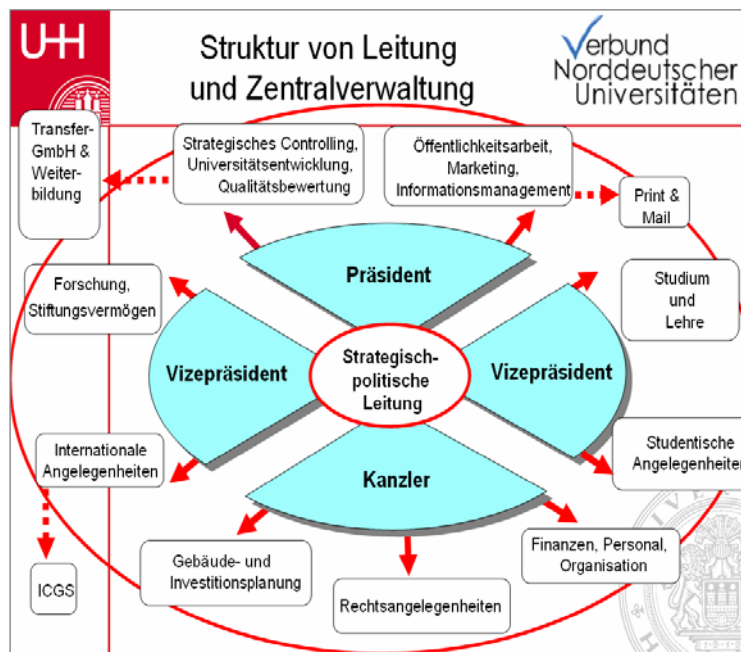 UHH
Struktur von Leitung
und Zentralverwaltung
Verbund
Norddeutscher
Universitäten
Transfer-
GmbH &
Weiter-
bildung
Strategisches Controlling,
Universitätsentwicklung,
Qualitätsbewertung
Öffentlichkeitsarbeit,
Marketing,
Informationsmanagement
Print &
Mail
Präsident
Forschung,
Stiftungsvermögen
Studium
und
Lehre
Vizepräsident
Strategisch-
politische
Leitung
Vizepräsident
Internationale
Angelegenheiten
Kanzler
Studentische
Angelegenheiten
Gebäude- und
Investitionsplanung
Finanzen, Personal,
Organisation
ICGS
Rechtsangelegenheiten